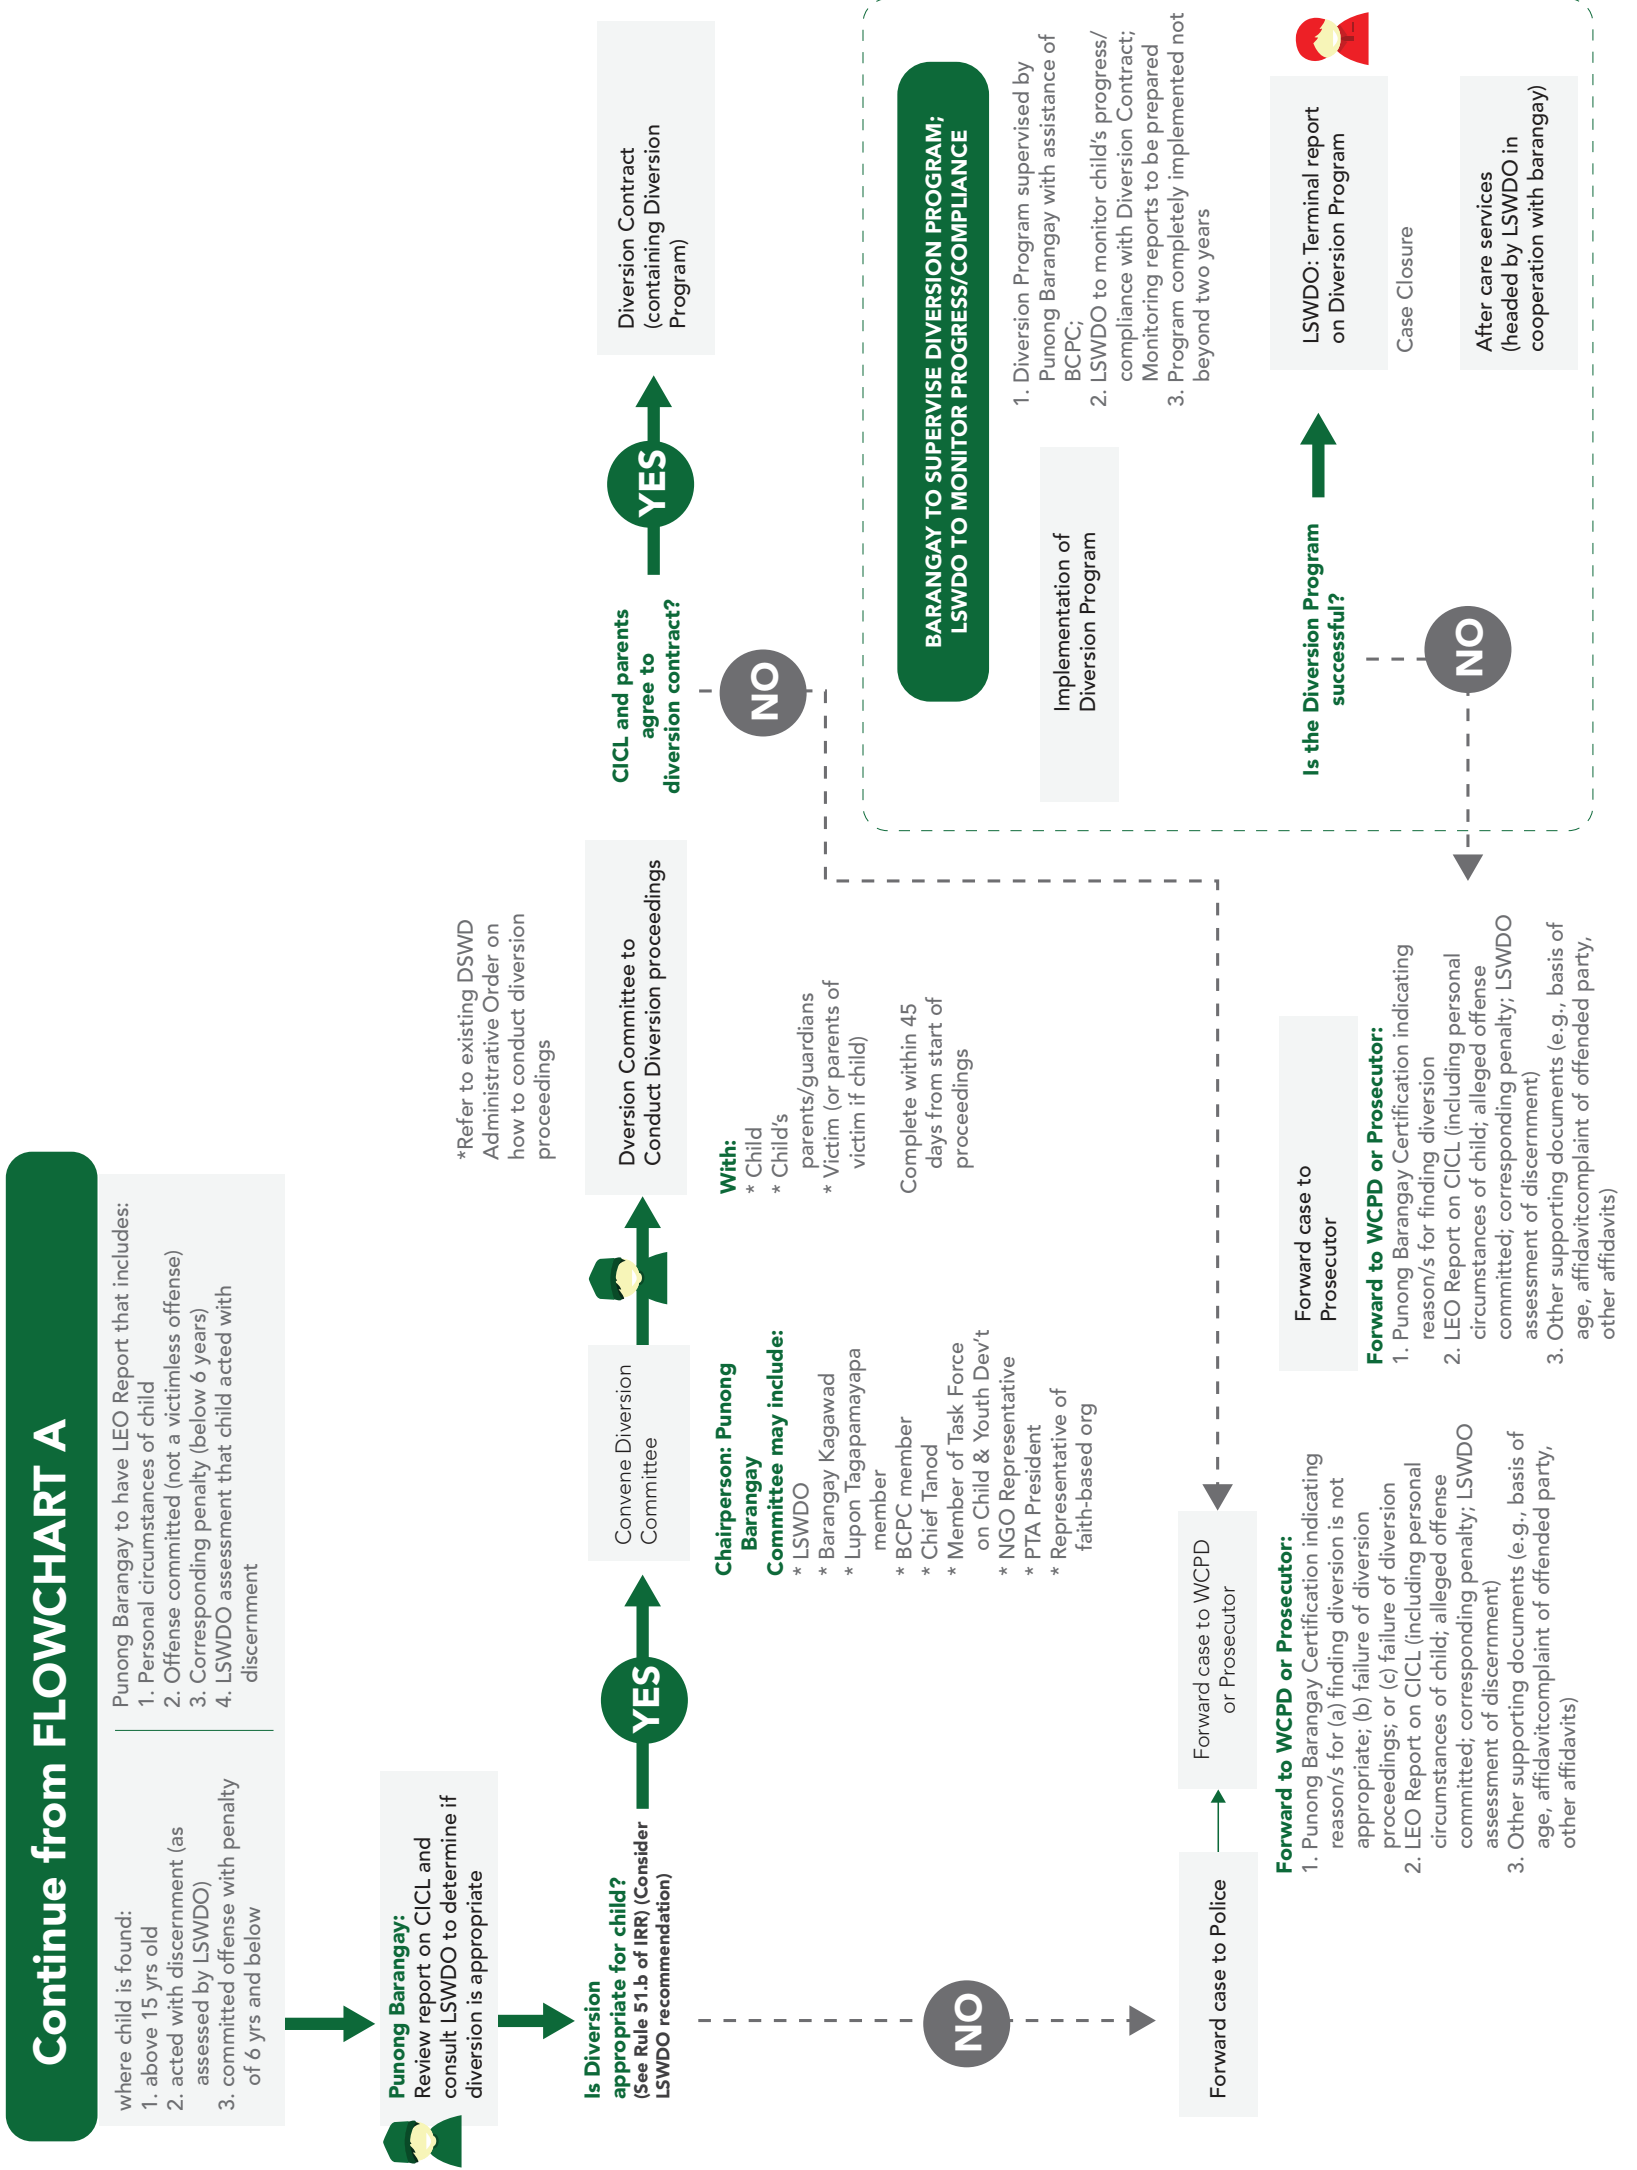 Continue from FLOWCHART A
where child is found:
1. above 15 yrs old
2. acted with discernment (as
assessed by LSWDO)
3. committed offense with penalty
of 6 yrs and below
Punong Barangay to have LEO Report that includes:
1. Personal circumstances of child
2. Offense committed (not a victimless offense)
3. Corresponding penalty (below 6 years)
4. LSWDO assessment that child acted with
discernment
Punong Barangay:
Review report on CICL and
consult LSWDO to determine if
diversion is appropriate
Is Diversion
appropriate for child?
(See Rule 51.b of IRR) (Consider
LSWDO recommendation)
YES
Convene Diversion
Committee
Chairperson: Punong
Barangay
Committee may include:
* LSWDO
* Barangay Kagawad
* Lupon Tagapamayapa
member
* BCPC member
* Chief Tanod
* Member of Task Force
on Child & Youth Dev't
* NGO Representative
* PTA President
* Representative of
faith-based org
*Refer to existing DSWD
Administrative Order on
how to conduct diversion
proceedings
Dversion Committee to
Conduct Diversion proceedings
With:
* Child
* Child's
parents/guardians
* Victim (or parents of
victim if child)
Complete within 45
days from start of
proceedings
CICL and parents
agree to
diversion contract?
YES
Diversion Contract
(containing Diversion
Program)
NO
NO
Forward case to Police
Forward case to WCPD
or Prosecutor
Forward to WCPD or Prosecutor:
1. Punong Barangay Certification indicating
reason/s for (a) finding diversion is not
appropriate; (b) failure of diversion
proceedings; or (c) failure of diversion
2. LEO Report on CICL (including personal
circumstances of child; alleged offense
committed; corresponding penalty; LSWDO
assessment of discernment)
3. Other supporting documents (e.g., basis of
age, affidavitcomplaint of offended party,
other affidavits)
BARANGAY TO SUPERVISE DIVERSION PROGRAM;
LSWDO TO MONITOR PROGRESS/COMPLIANCE
Implementation of
Diversion Program
1. Diversion Program supervised by
Punong Barangay with assistance of
BCPC;
2. LSWDO to monitor child's progress/
compliance with Diversion Contract;
Monitoring reports to be prepared
3. Program completely implemented not
beyond two years
Is the Diversion Program
successful?
LSWDO: Terminal report
on Diversion Program
Case Closure
After care services
(headed by LSWDO in
cooperation with barangay)
NO
Forward case to
Prosecutor
Forward to WCPD or Prosecutor:
1. Punong Barangay Certification indicating
reason/s for finding diversion
2. LEO Report on CICL (including personal
circumstances of child; alleged offense
committed; corresponding penalty; LSWDO
assessment of discernment)
3. Other supporting documents (e.g., basis of
age, affidavitcomplaint of offended party,
other affidavits)